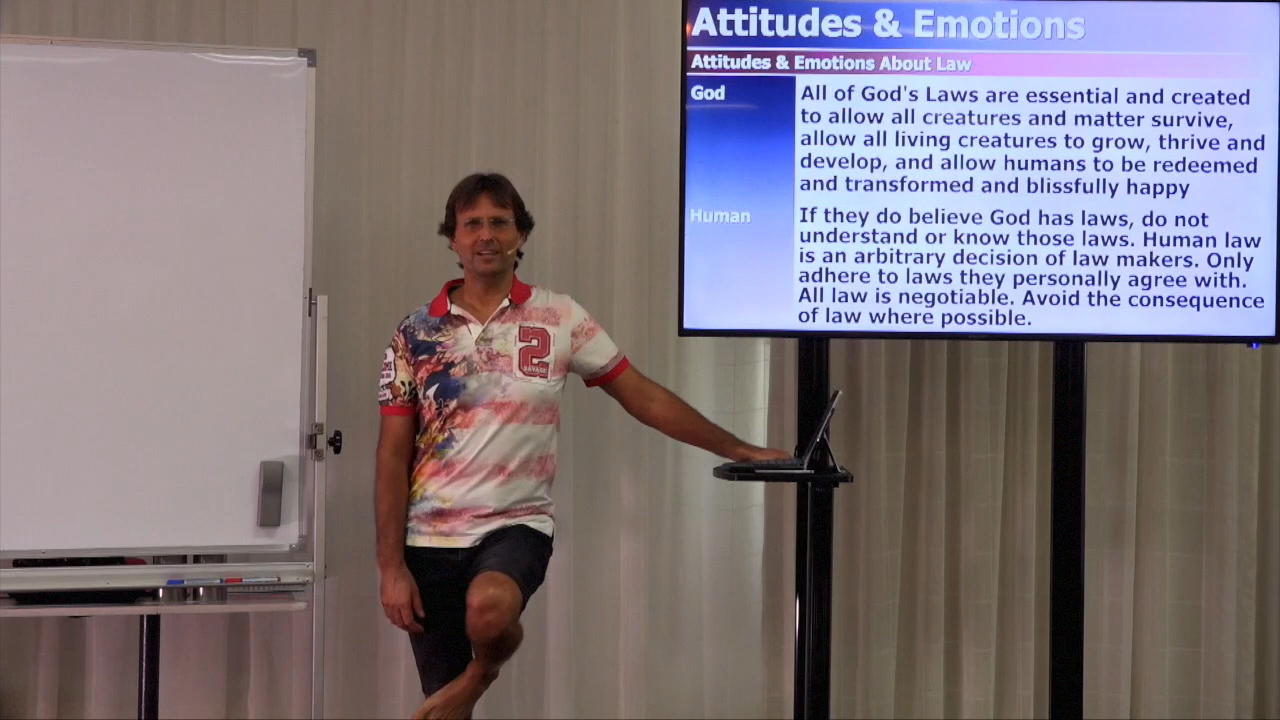 Attitudes & Emotions
Attitudes & Emotions About Law
God
All of God's Laws are essential and created
to allow all creatures and matter survive,
allow all living creatures to grow, thrive and
develop, and allow humans to be redeemed
and transformed and blissfully happy
Human
If they do believe God has laws, do not
understand or know those laws. Human law
is an arbitrary decision of law makers. Only
adhere to laws they personally agree with.
All law is negotiable. Avoid the consequence
of law where possible.
2
SAVAGE